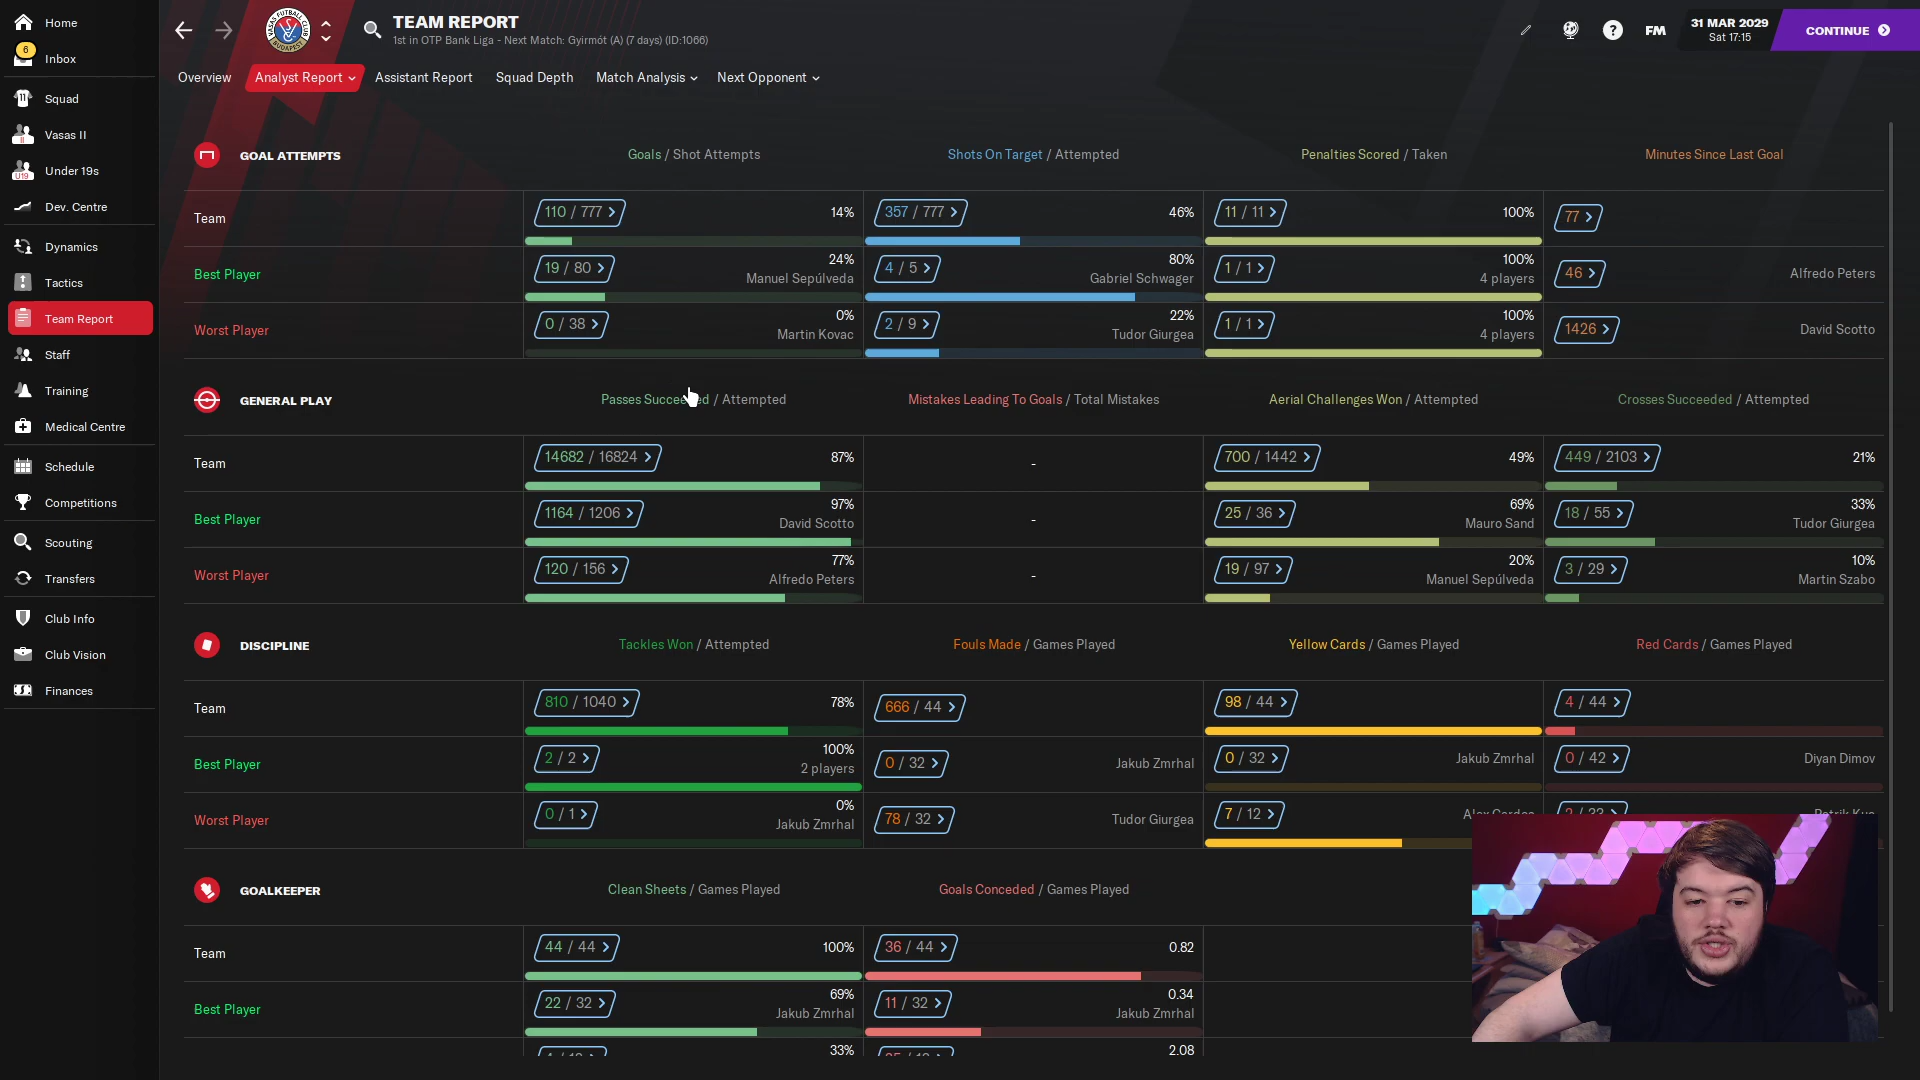 Home
TEAM REPORT
1st in OTP Bank Liga - Next Match: Gyirmót (A) (7 days) (ID:1066)
FM
31 MAR 2029
Sat 17:15
CONTINUE
6
Inbox
Overview
Analyst Report
Assistant Report
Squad Depth
Match Analysis
Next Opponent
Squad
Vasas II
Under 19s
Dev. Centre
Dynamics
Tactics
Team Report
Staff
Training
Medical Centre
Schedule
Competitions
Scouting
Transfers
Club Info
Club Vision
Finances
GOAL ATTEMPTS
Goals / Shot Attempts
Shots On Target / Attempted
Penalties Scored / Taken
Minutes Since Last Goal
Team
110 / 777
14%
357 / 777
46%
11 / 11
100%
77
Best Player
19 / 80
24%
Manuel Sepúlveda
4 / 5
80%
Gabriel Schwager
1 / 1
100%
4 players
46
Alfredo Peters
Worst Player
0 / 38
0%
Martin Kovac
2 / 9
22%
Tudor Giurgea
1 / 1
100%
4 players
1426
David Scotto
GENERAL PLAY
Passes Succeeded / Attempted
Mistakes Leading To Goals / Total Mistakes
Aerial Challenges Won / Attempted
Crosses Succeeded / Attempted
Team
14682 / 16824
87%
-
700 / 1442
49%
449 / 2103
21%
Best Player
1164 / 1206
97%
David Scotto
-
25 / 36
69%
Mauro Sand
18 / 55
33%
Tudor Giurgea
Worst Player
120 / 156
77%
Alfredo Peters
-
19 / 97
20%
Manuel Sepúlveda
3 / 29
10%
Martin Szabo
DISCIPLINE
Tackles Won / Attempted
Fouls Made / Games Played
Yellow Cards / Games Played
Red Cards / Games Played
Team
810 / 1040
78%
666 / 44
98 / 44
4 / 44
Best Player
2 / 2
100%
2 players
0 / 32
Jakub Zmrhal
0 / 32
Jakub Zmrhal
0 / 42
Diyan Dimov
Worst Player
0 / 1
0%
Jakub Zmrhal
78 / 32
Tudor Giurgea
7 / 12
GOALKEEPER
Clean Sheets / Games Played
Goals Conceded / Games Played
Team
44 / 44
100%
36 / 44
0.82
Best Player
22 / 32
69%
Jakub Zmrhal
11 / 32
0.34
Jakub Zmrhal
33%
2.08